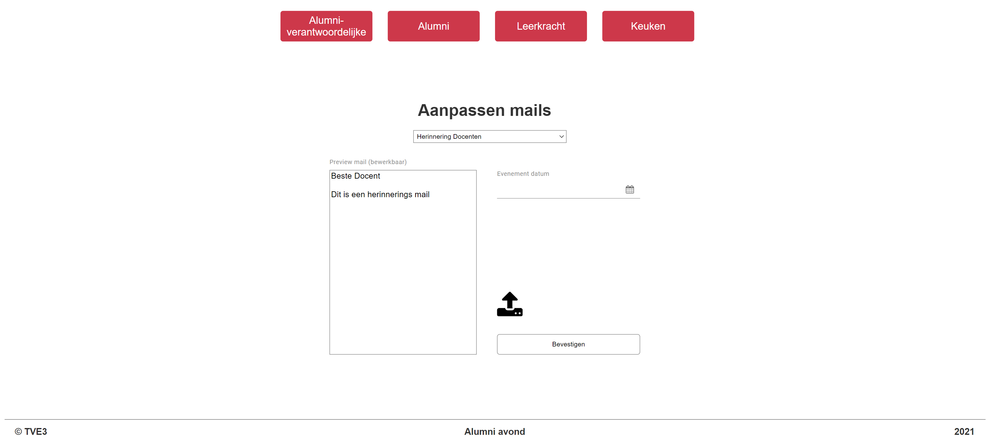 Alumni-
verantwoordelijke
Alumni
Leerkracht
Keuken
Aanpassen mails
Herinnering Docenten
Preview mail (bewerkbaar)
Beste Docent
Dit is een herinnerings mail
Evenement datum
Bevestigen
© TVE3
Alumni avond
2021